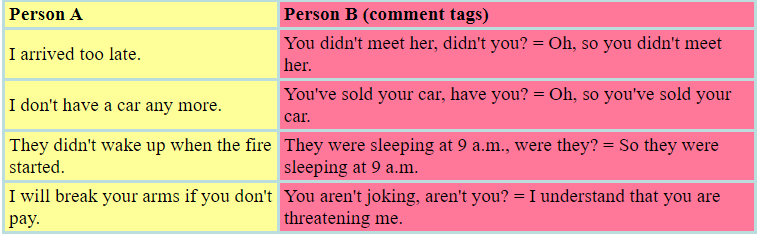 Person A
Person B (comment tags)
I arrived too late.
You didn't meet her, didn't you? = Oh, so you didn't meet
her.
I don't have a car any more.
You've sold your car, have you? = Oh, so you've sold your
car.
They didn't wake up when the fire
started.
They were sleeping at 9 a.m., were they? = So they were
sleeping at 9 a.m.
I will break your arms if you don't
pay.
You aren't joking, aren't you? = I understand that you are
threatening me.